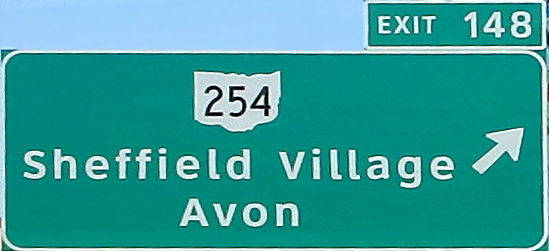 EXIT 148
254
Sheffield Village
Avon